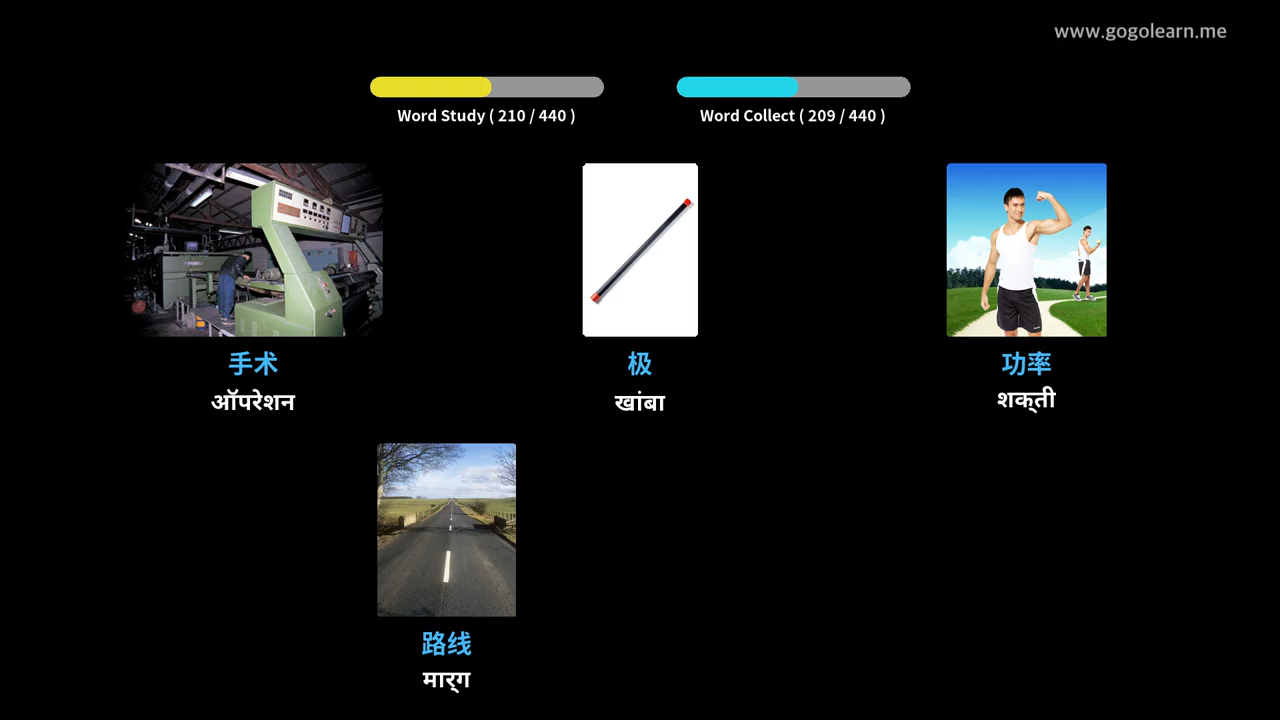 www.gogolearn.me
Word Study ( 210 / 440 )
Word Collect ( 209 / 440 )
手术
ऑपरेशन
极
खांबा
功率
शक्ती
路线
मार्ग